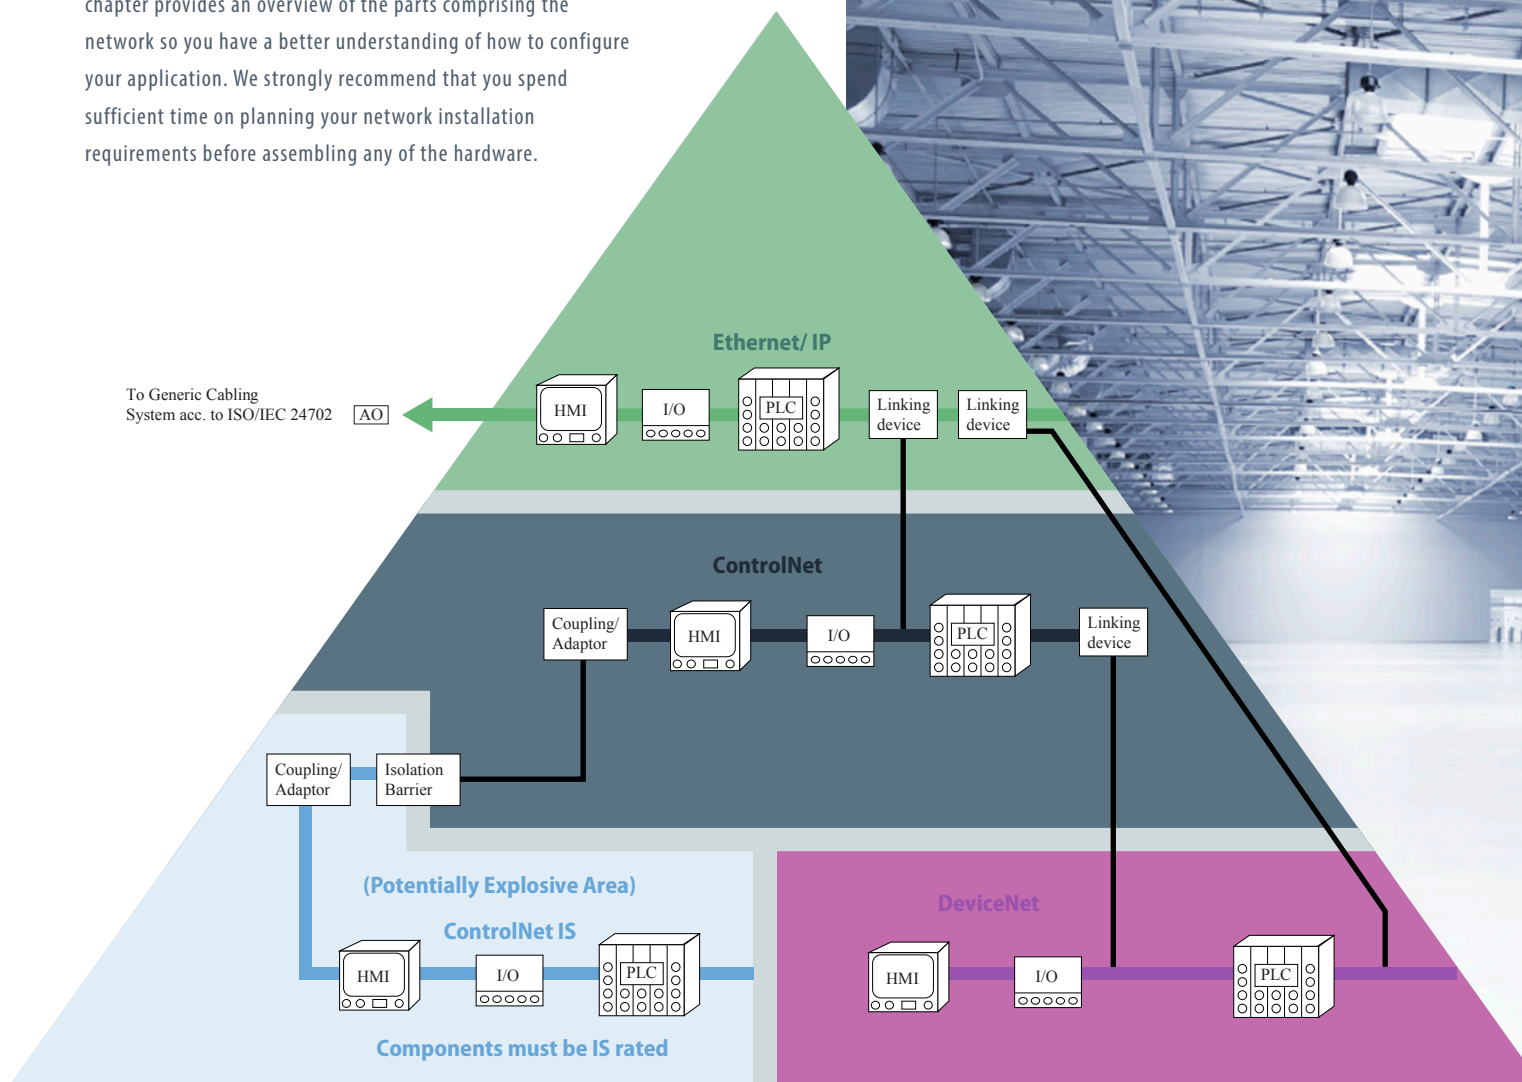 chapter provides an overview of the parts comprising the
network so you have a better understanding of how to configure
your application. We strongly recommend that you spend
sufficient time on planning your network installation
requirements before assembling any of the hardware.
Ethernet/ IP
To Generic Cabling
System acc. to ISO/IEC 24702
AO
HMI
I/O
PLC
Linking
device
Linking
device
ControlNet
Coupling/
Adaptor
HMI
I/O
PLC
Linking
device
Coupling/
Adaptor
Isolation
Barrier
(Potentially Explosive Area)
ControlNet IS
HMI
I/O
PLC
Components must be IS rated
DeviceNet
HMI
I/O
PLC